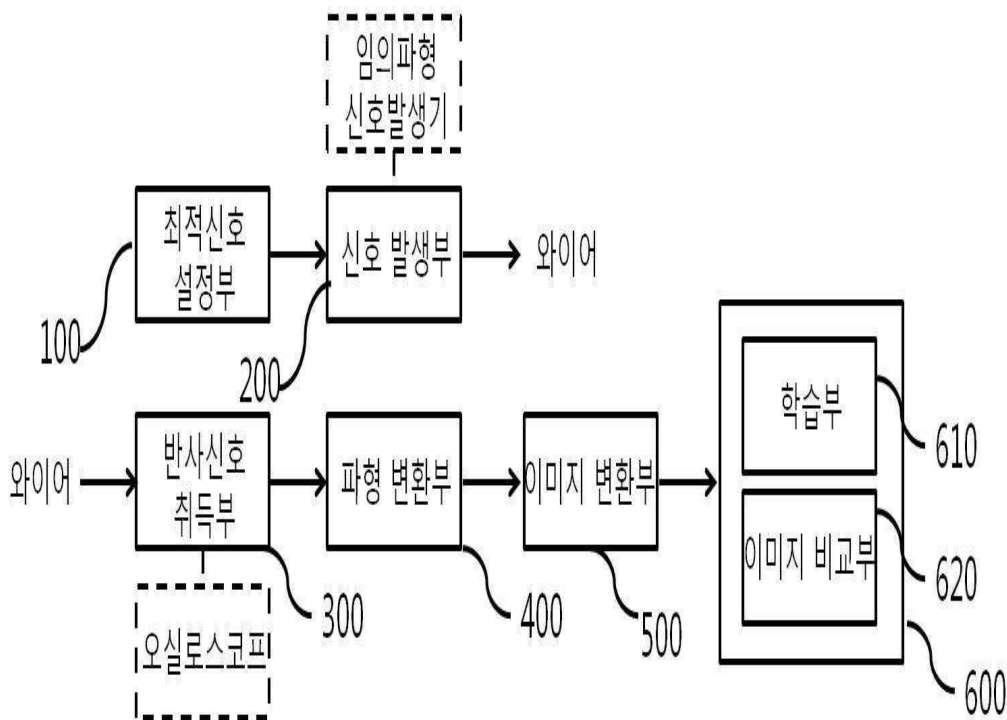 임의파형
신호발생기
최적신호
설정부
신호 발생부
와이어
100
200
와이어
반사신호
취득부
파형 변환부
이미지 변환부
학습부
610
이미지 비교부
620
300
400
500
600
오실로스코프